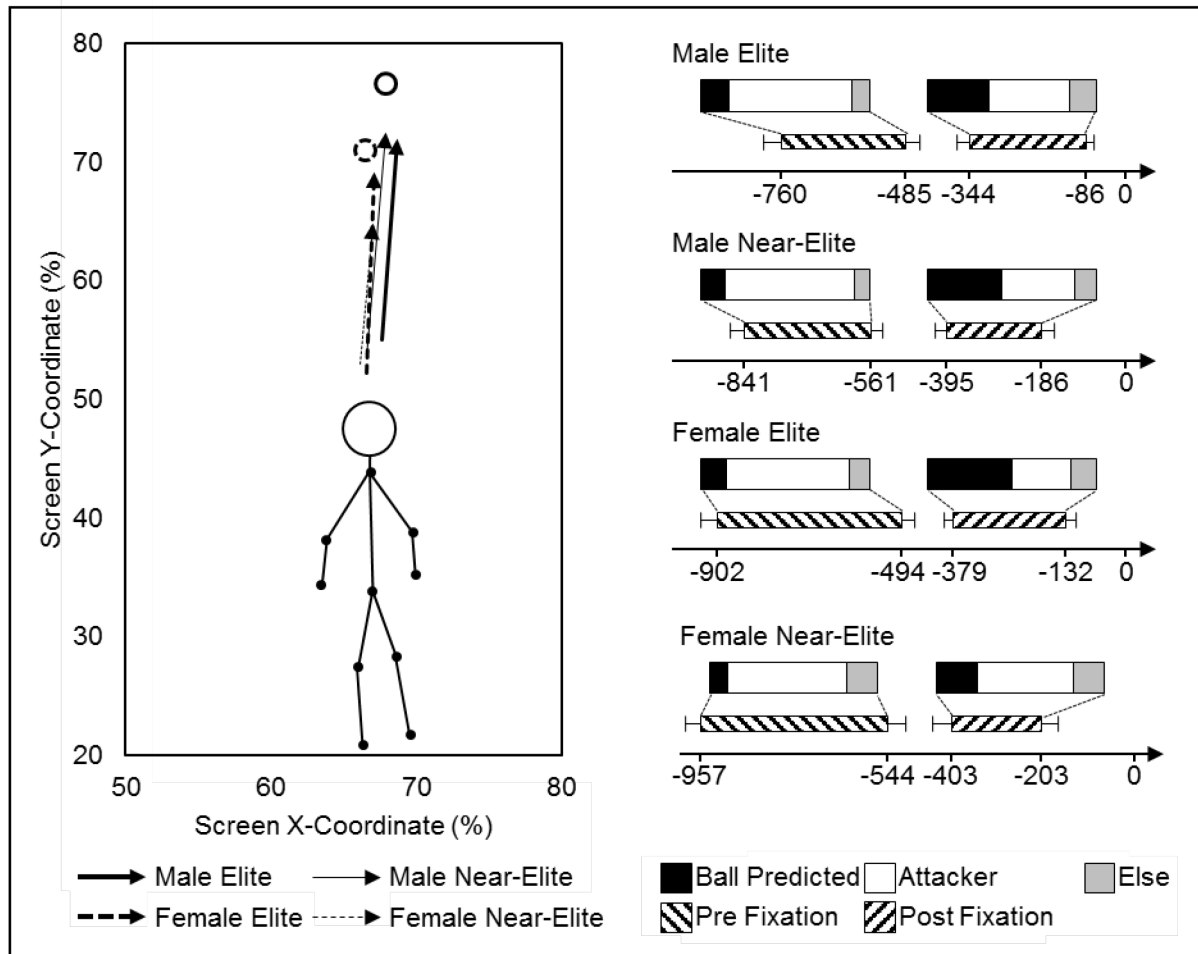 80
70
60
50
40
30
20
Screen Y-Coordinate (%)
50 60 70 80
Screen X-Coordinate (%)
Male Elite Male Near-Elite
Female Elite Female Near-Elite
Male Elite
-760 -485 -344 -86 0
Male Near-Elite
-841 -561 -395 -186 0
Female Elite
-902 -494 -379 -132 0
Female Near-Elite
-957 -544 -403 -203 0
Ball Predicted Attacker Else
Pre Fixation Post Fixation